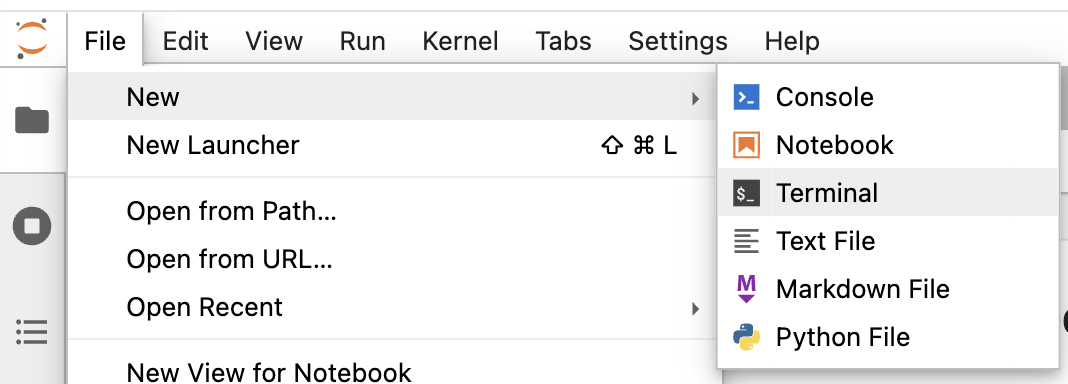 File Edit View Run Kernel Tabs Settings Help
New
New Launcher ⇧ ⌘ L
Open from Path...
Open from URL...
Open Recent
New View for Notebook
Console
Notebook
$_ Terminal
Text File
M Markdown File
Python File